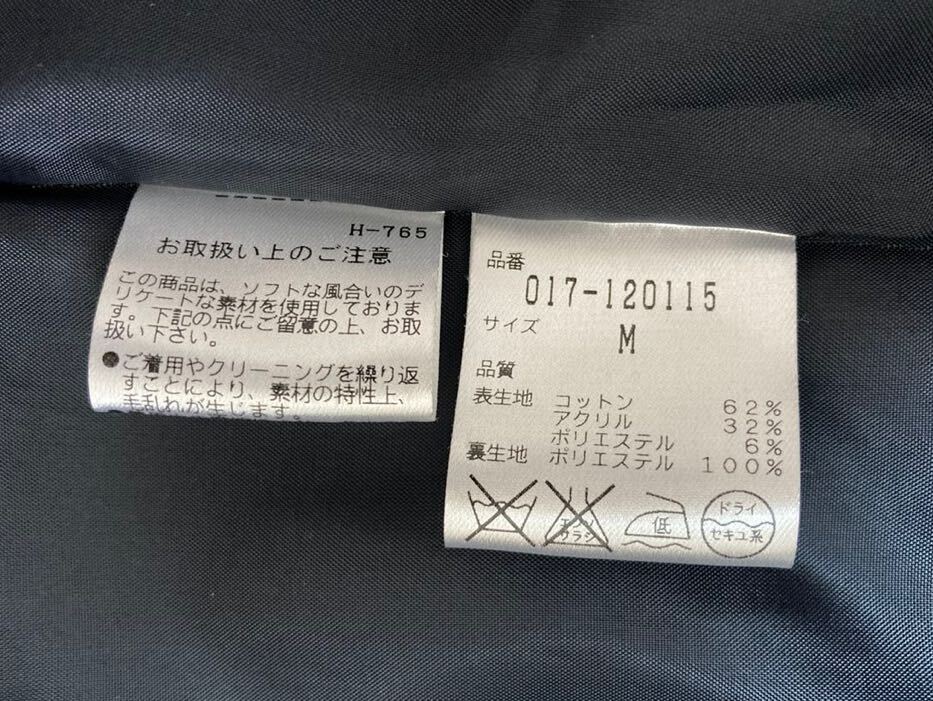 H-765
お取扱い上のご注意
この商品は、ソフトな風合いのデ
リケートな素材を使用しておりま
す。下記の点にご留意の上、お取
扱い下さい。
●ご着用やクリーニングを繰り返
すことにより、素材の特性上、
毛乱れが生じます。
品番
017-120115
サイズ
M
品質
表生地 コットン 62%
アクリル 32%
ポリエステル 6%
裏生地 ポリエステル 100%
エンソ
サラシ
低
ドライ
セキユ系